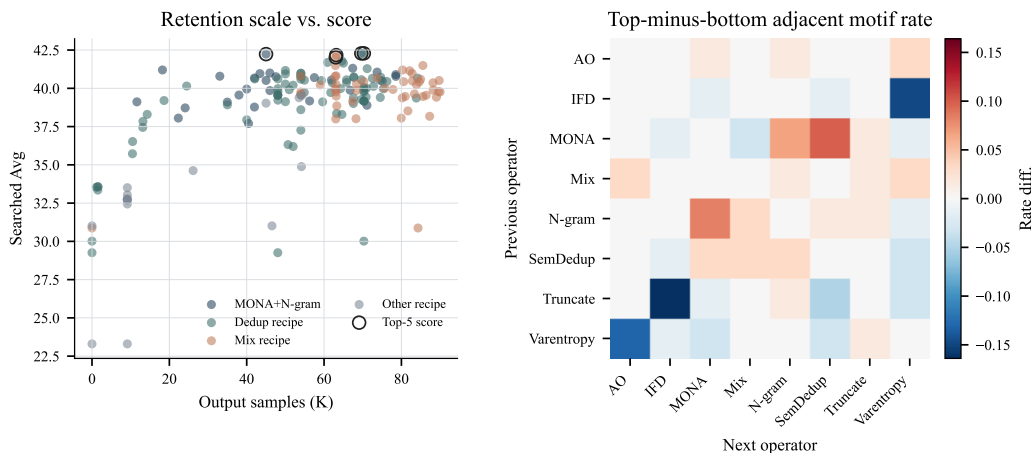 Retention scale vs. score
Searched Avg
42.5
40.0
37.5
35.0
32.5
30.0
27.5
25.0
22.5
0
20
40
60
80
Output samples (K)
MONA+N-gram
Dedup recipe
Mix recipe
Other recipe
Top-5 score
Top-minus-bottom adjacent motif rate
Previous operator
AO
IFD
MONA
Mix
N-gram
SemDedup
Truncate
Varentropy
AO
IFD
MONA
Mix
N-gram
SemDedup
Truncate
Varentropy
Next operator
0.15
0.10
0.05
0.00
−0.05
−0.10
−0.15
Rate diff.